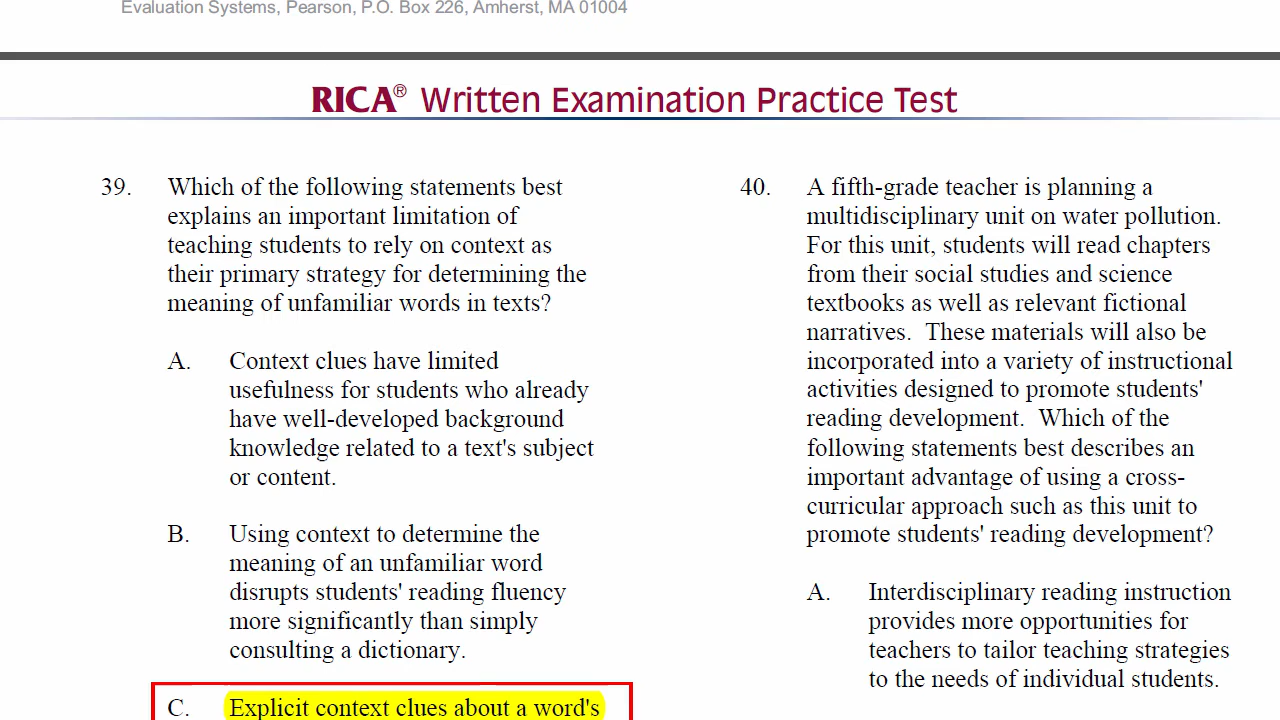 Evaluation Systems, Pearson, P.O. Box 226, Amherst, MA 01004
RICA® Written Examination Practice Test
39. Which of the following statements best
explains an important limitation of
teaching students to rely on context as
their primary strategy for determining the
meaning of unfamiliar words in texts?
A. Context clues have limited
usefulness for students who already
have well-developed background
knowledge related to a text's subject
or content.
B. Using context to determine the
meaning of an unfamiliar word
disrupts students' reading fluency
more significantly than simply
consulting a dictionary.
C. Explicit context clues about a word's
40. A fifth-grade teacher is planning a
multidisciplinary unit on water pollution.
For this unit, students will read chapters
from their social studies and science
textbooks as well as relevant fictional
narratives. These materials will also be
incorporated into a variety of instructional
activities designed to promote students'
reading development. Which of the
following statements best describes an
important advantage of using a cross-
curricular approach such as this unit to
promote students' reading development?
A. Interdisciplinary reading instruction
provides more opportunities for
teachers to tailor teaching strategies
to the needs of individual students.